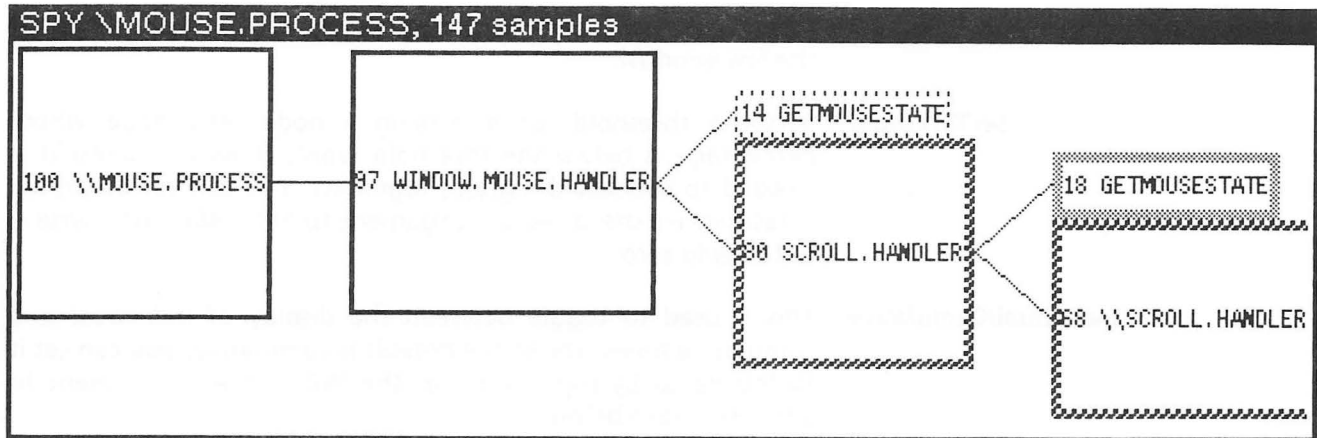 SPY \MOUSE.PROCESS, 147 samples
100 \\MOUSE.PROCESS
97 WINDOW.MOUSE.HANDLER
14 GETMOUSESTATE
80 SCROLL.HANDLER
18 GETMOUSESTATE
68 \\SCROLL.HANDLER